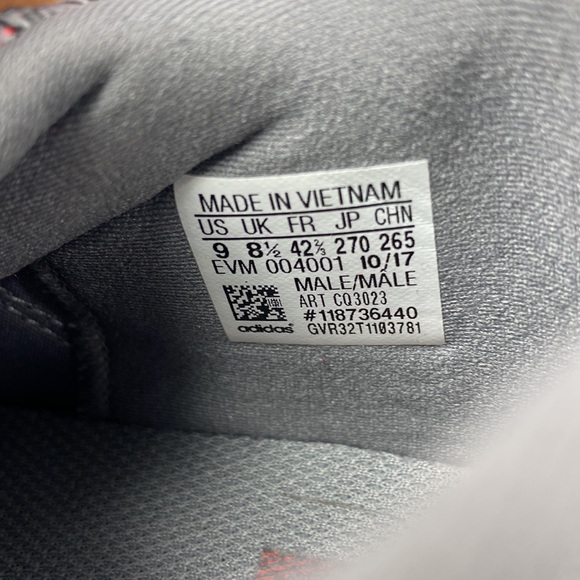 MADE IN VIETNAM
US UK FR JP CHN
9 8½ 42⅔ 270 265
EVM 004001 10/17
MALE/MÂLE
ART CQ3023
#118736440
adidas GVR32T1103781